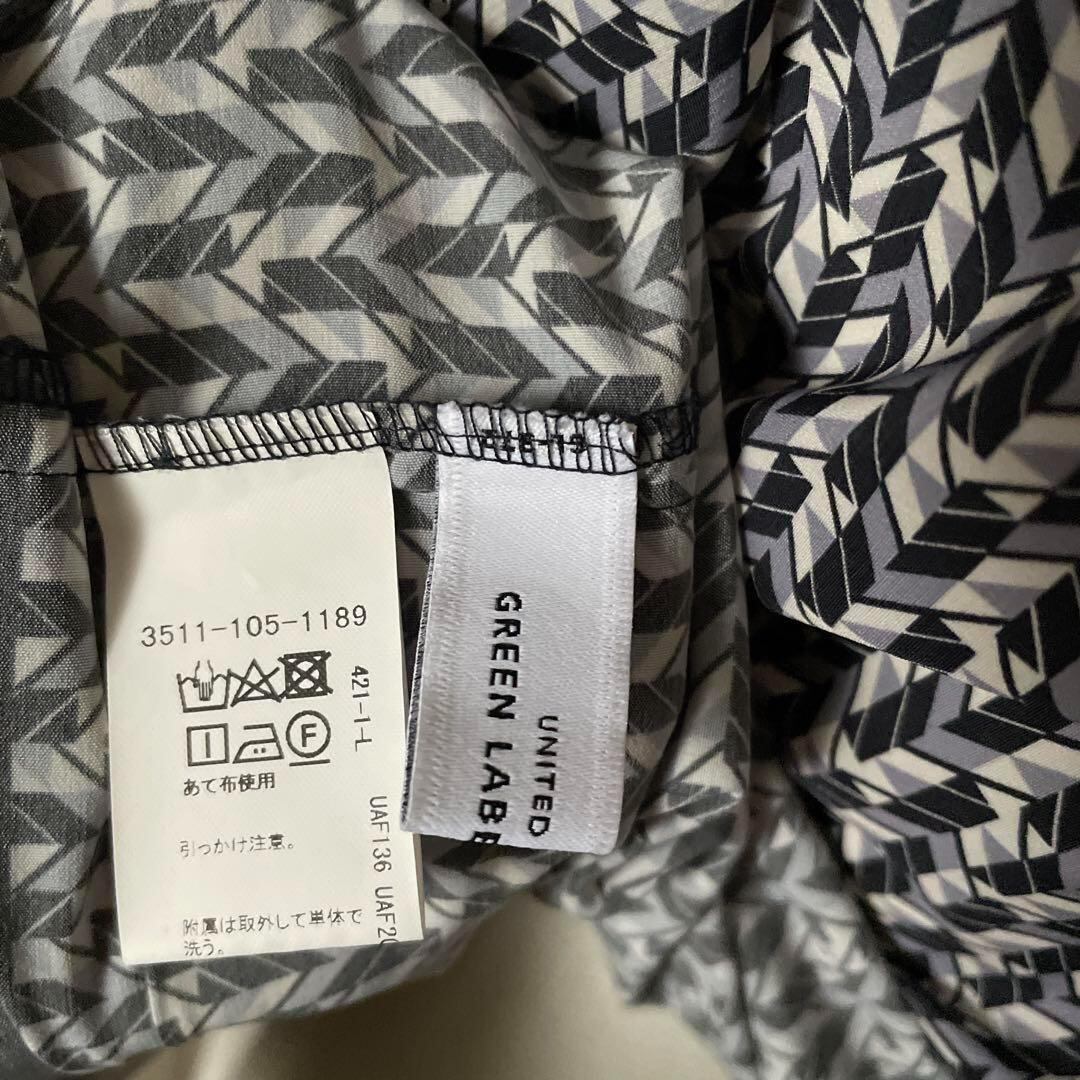 3511-105-1189
421-1-L
F
あて布使用
引っかけ注意。
附属は取外して単体で
洗う。
UAF136 UAF20
UNITED
GREEN LABE